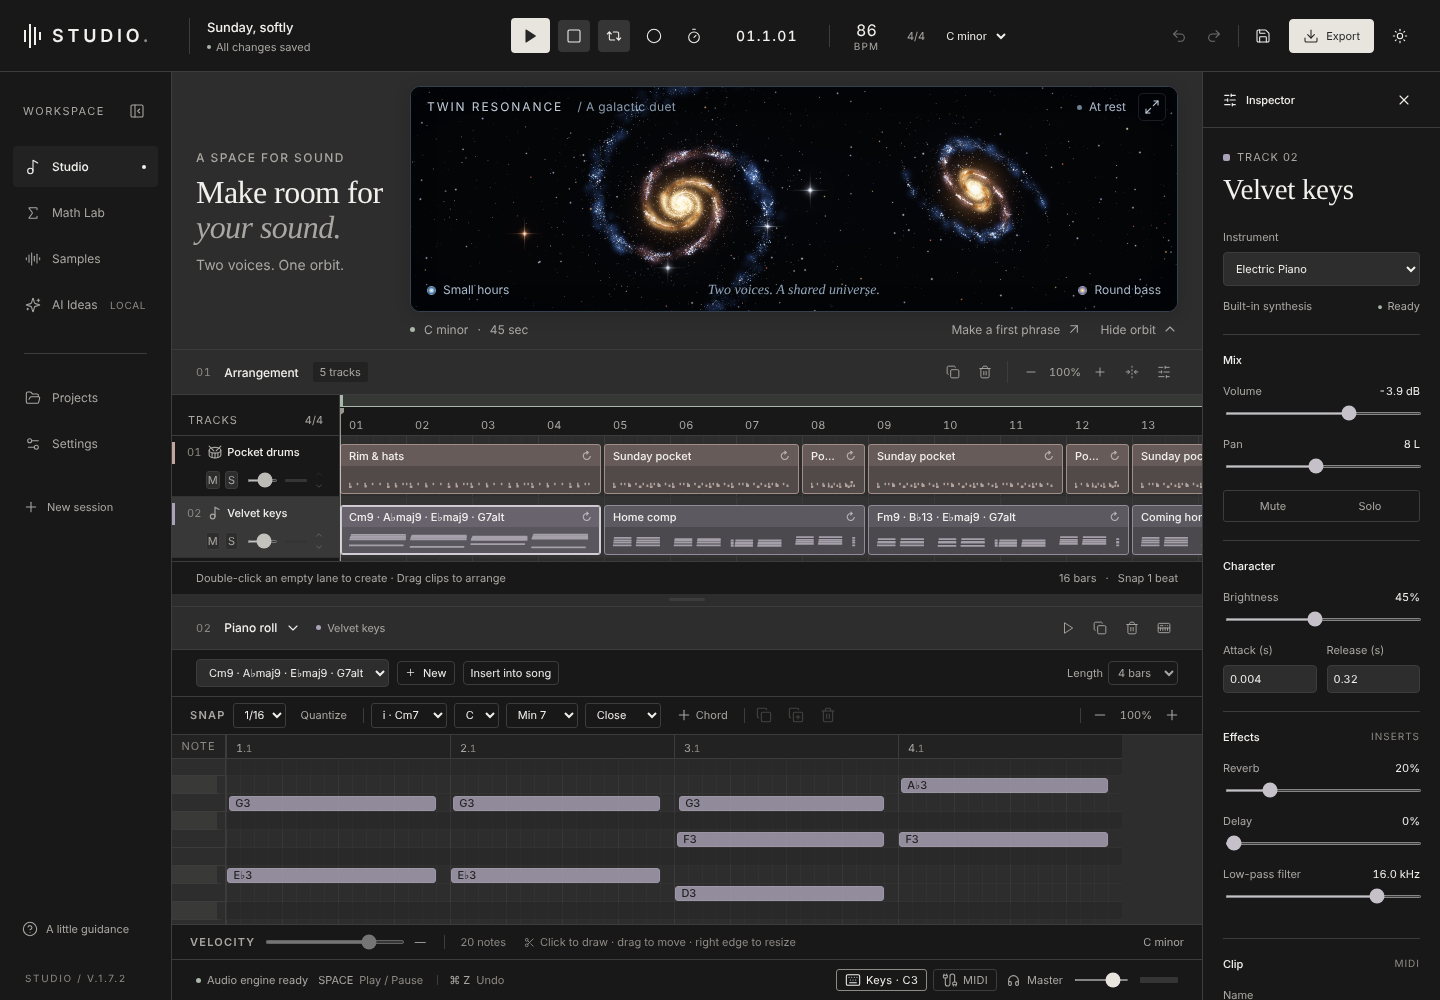 STUDIO.
Sunday, softly
All changes saved
01.1.01
86
BPM
4/4
C minor
Export
WORKSPACE
Studio
Math Lab
Samples
AI Ideas LOCAL
Projects
Settings
New session
A little guidance
STUDIO / V.1.7.2
A SPACE FOR SOUND
Make room for
your sound.
Two voices. One orbit.
TWIN RESONANCE / A galactic duet
At rest
Small hours
Two voices. A shared universe.
Round bass
C minor · 45 sec
Make a first phrase
Hide orbit
01 Arrangement 5 tracks
100%
TRACKS 4/4
01 02 03 04 05 06 07 08 09 10 11 12 13
01 Pocket drums
M S
Rim & hats
Sunday pocket
Po...
Sunday pocket
Po...
Sunday poc
02 Velvet keys
M S
Cm9 · A♭maj9 · E♭maj9 · G7alt
Home comp
Fm9 · B♭13 · E♭maj9 · G7alt
Coming hor
Double-click an empty lane to create · Drag clips to arrange
16 bars · Snap 1 beat
02 Piano roll
Velvet keys
Cm9 · A♭maj9 · E♭maj9 · G7alt
New
Insert into song
Length 4 bars
SNAP 1/16 Quantize i · Cm7 C Min 7 Close Chord
100%
NOTE 1.1 2.1 3.1 4.1
A♭3
G3 G3 G3
F3 F3
E♭3 E♭3
D3
VELOCITY
20 notes
Click to draw · drag to move · right edge to resize
C minor
Audio engine ready
SPACE Play / Pause
⌘ Z Undo
Keys · C3
MIDI
Master
Inspector
TRACK 02
Velvet keys
Instrument
Electric Piano
Built-in synthesis
Ready
Mix
Volume -3.9 dB
Pan 8 L
Mute Solo
Character
Brightness 45%
Attack (s) Release (s)
0.004 0.32
Effects INSERTS
Reverb 20%
Delay 0%
Low-pass filter 16.0 kHz
Clip MIDI
Name